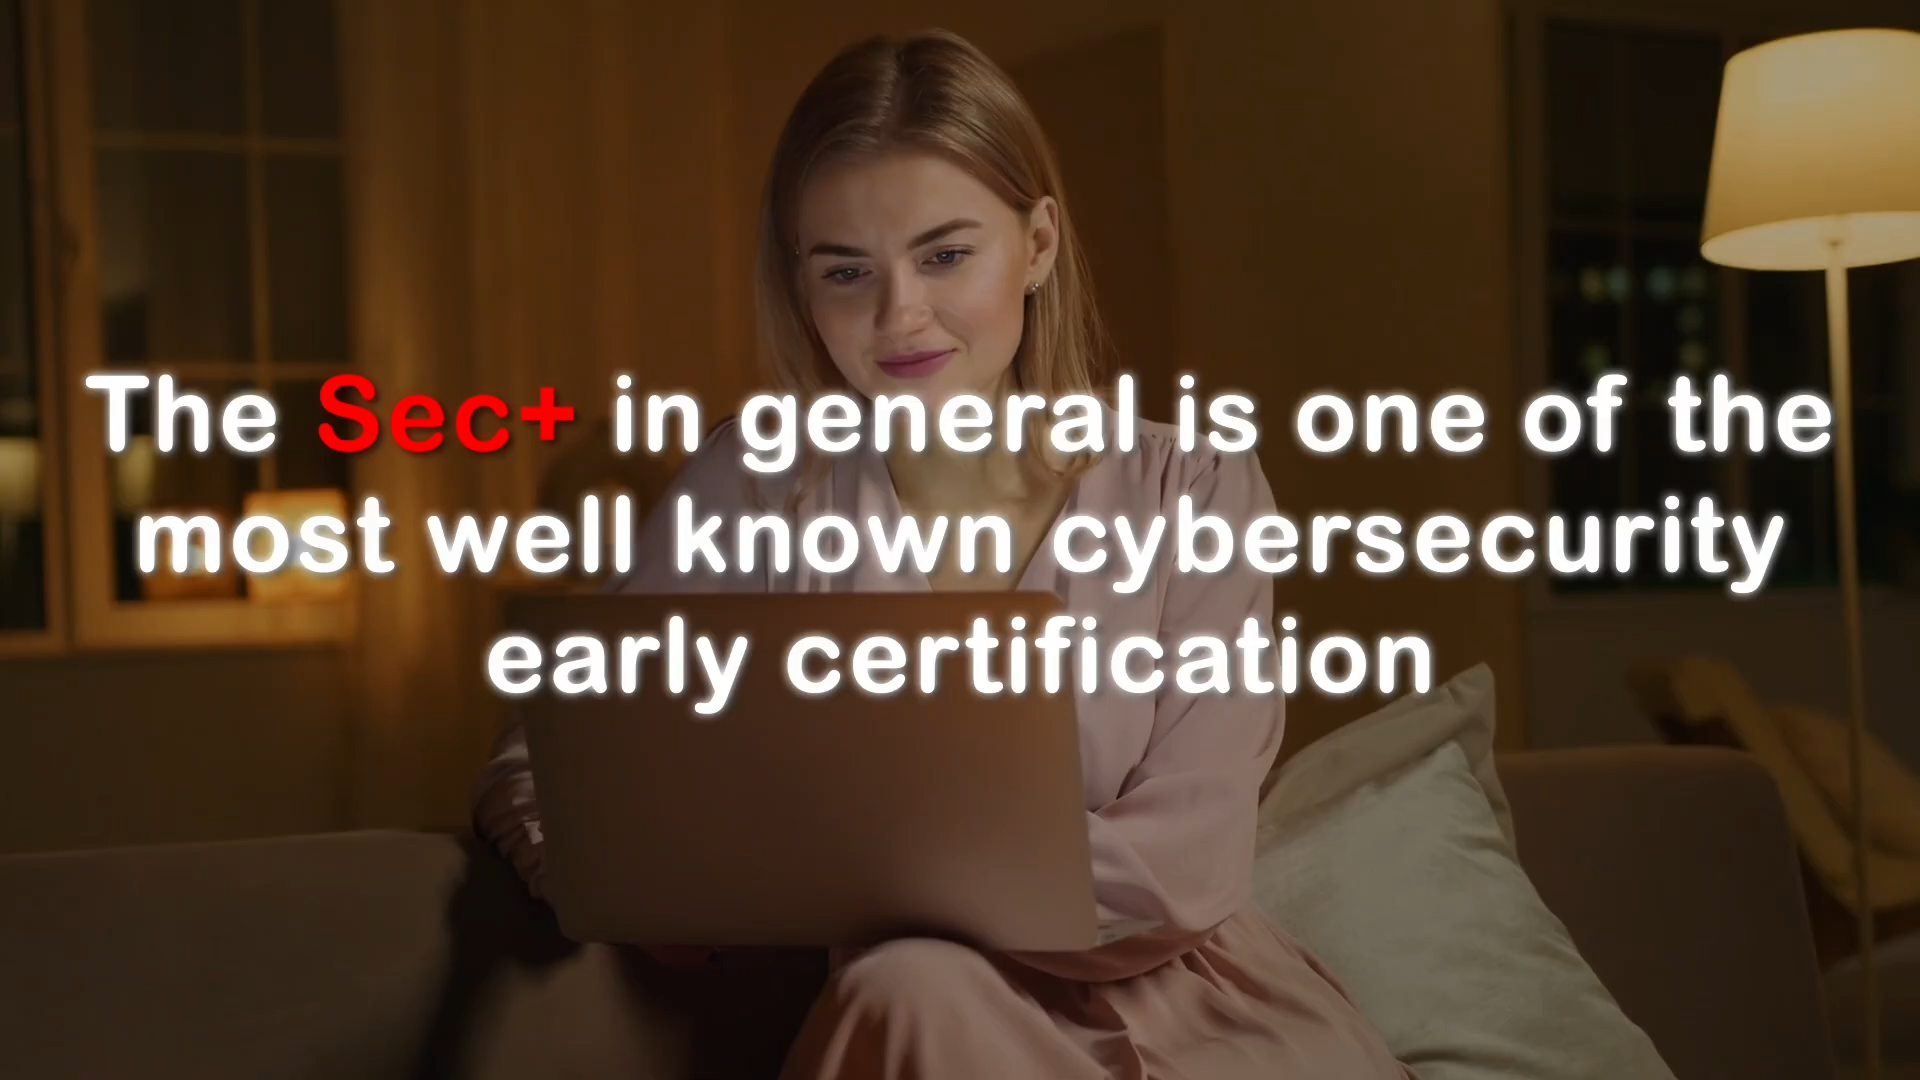 The Sec+ in general is one of the
most well known cybersecurity
early certification